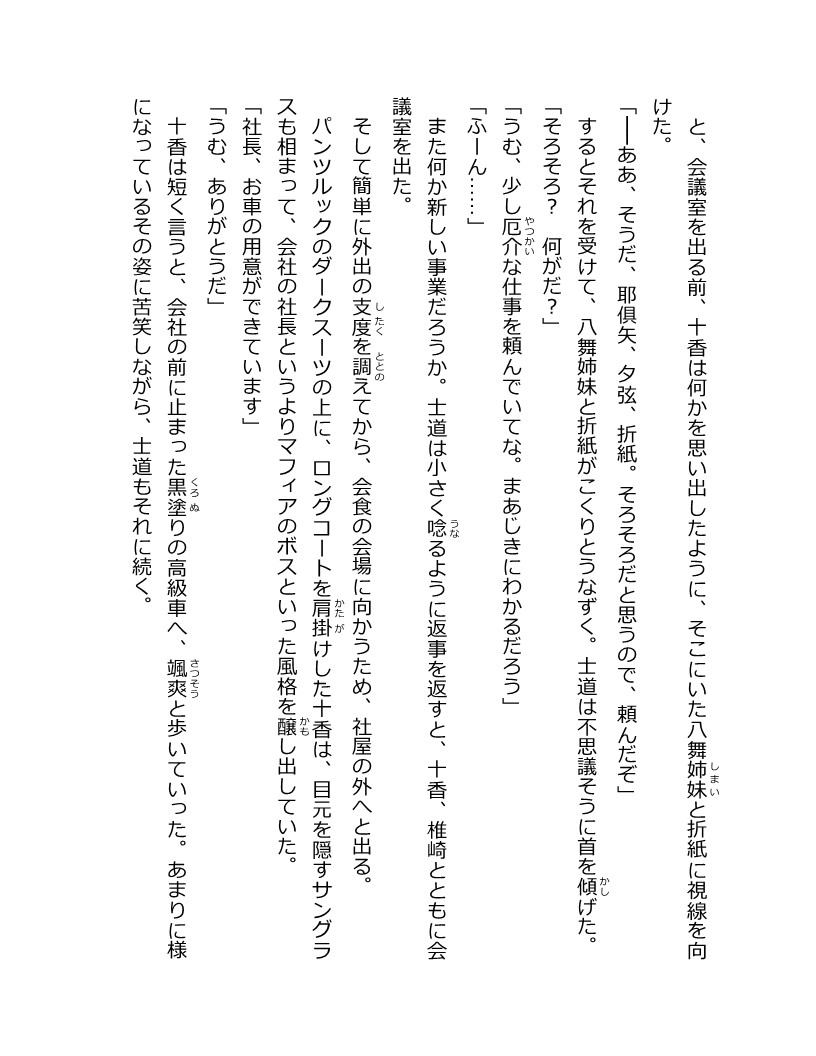 と、会議室を出る前、十香は何かを思い出したように、そこにいた八舞姉妹と折紙に視線を向
けた。
「――ああ、そうだ、耶倶矢、夕弦、折紙。そろそろだと思うので、頼んだぞ」
　するとそれを受けて、八舞姉妹と折紙がこくりとうなずく。士道は不思議そうに首を傾げた。
「そろそろ？　何がだ？」
「うむ、少し厄介な仕事を頼んでいてな。まあじきにわかるだろう」
「ふーん……」
　また何か新しい事業だろうか。士道は小さく唸るように返事を返すと、十香、椎崎とともに会
議室を出た。
　そして簡単に外出の支度を調えてから、会食の会場に向かうため、社屋の外へと出る。
　パンツルックのダークスーツの上に、ロングコートを肩掛けした十香は、目元を隠すサングラ
スも相まって、会社の社長というよりマフィアのボスといった風格を醸し出していた。
「社長、お車の用意ができています」
「うむ、ありがとうだ」
　十香は短く言うと、会社の前に止まった黒塗りの高級車へ、颯爽と歩いていった。あまりに様
になっているその姿に苦笑しながら、士道もそれに続く。